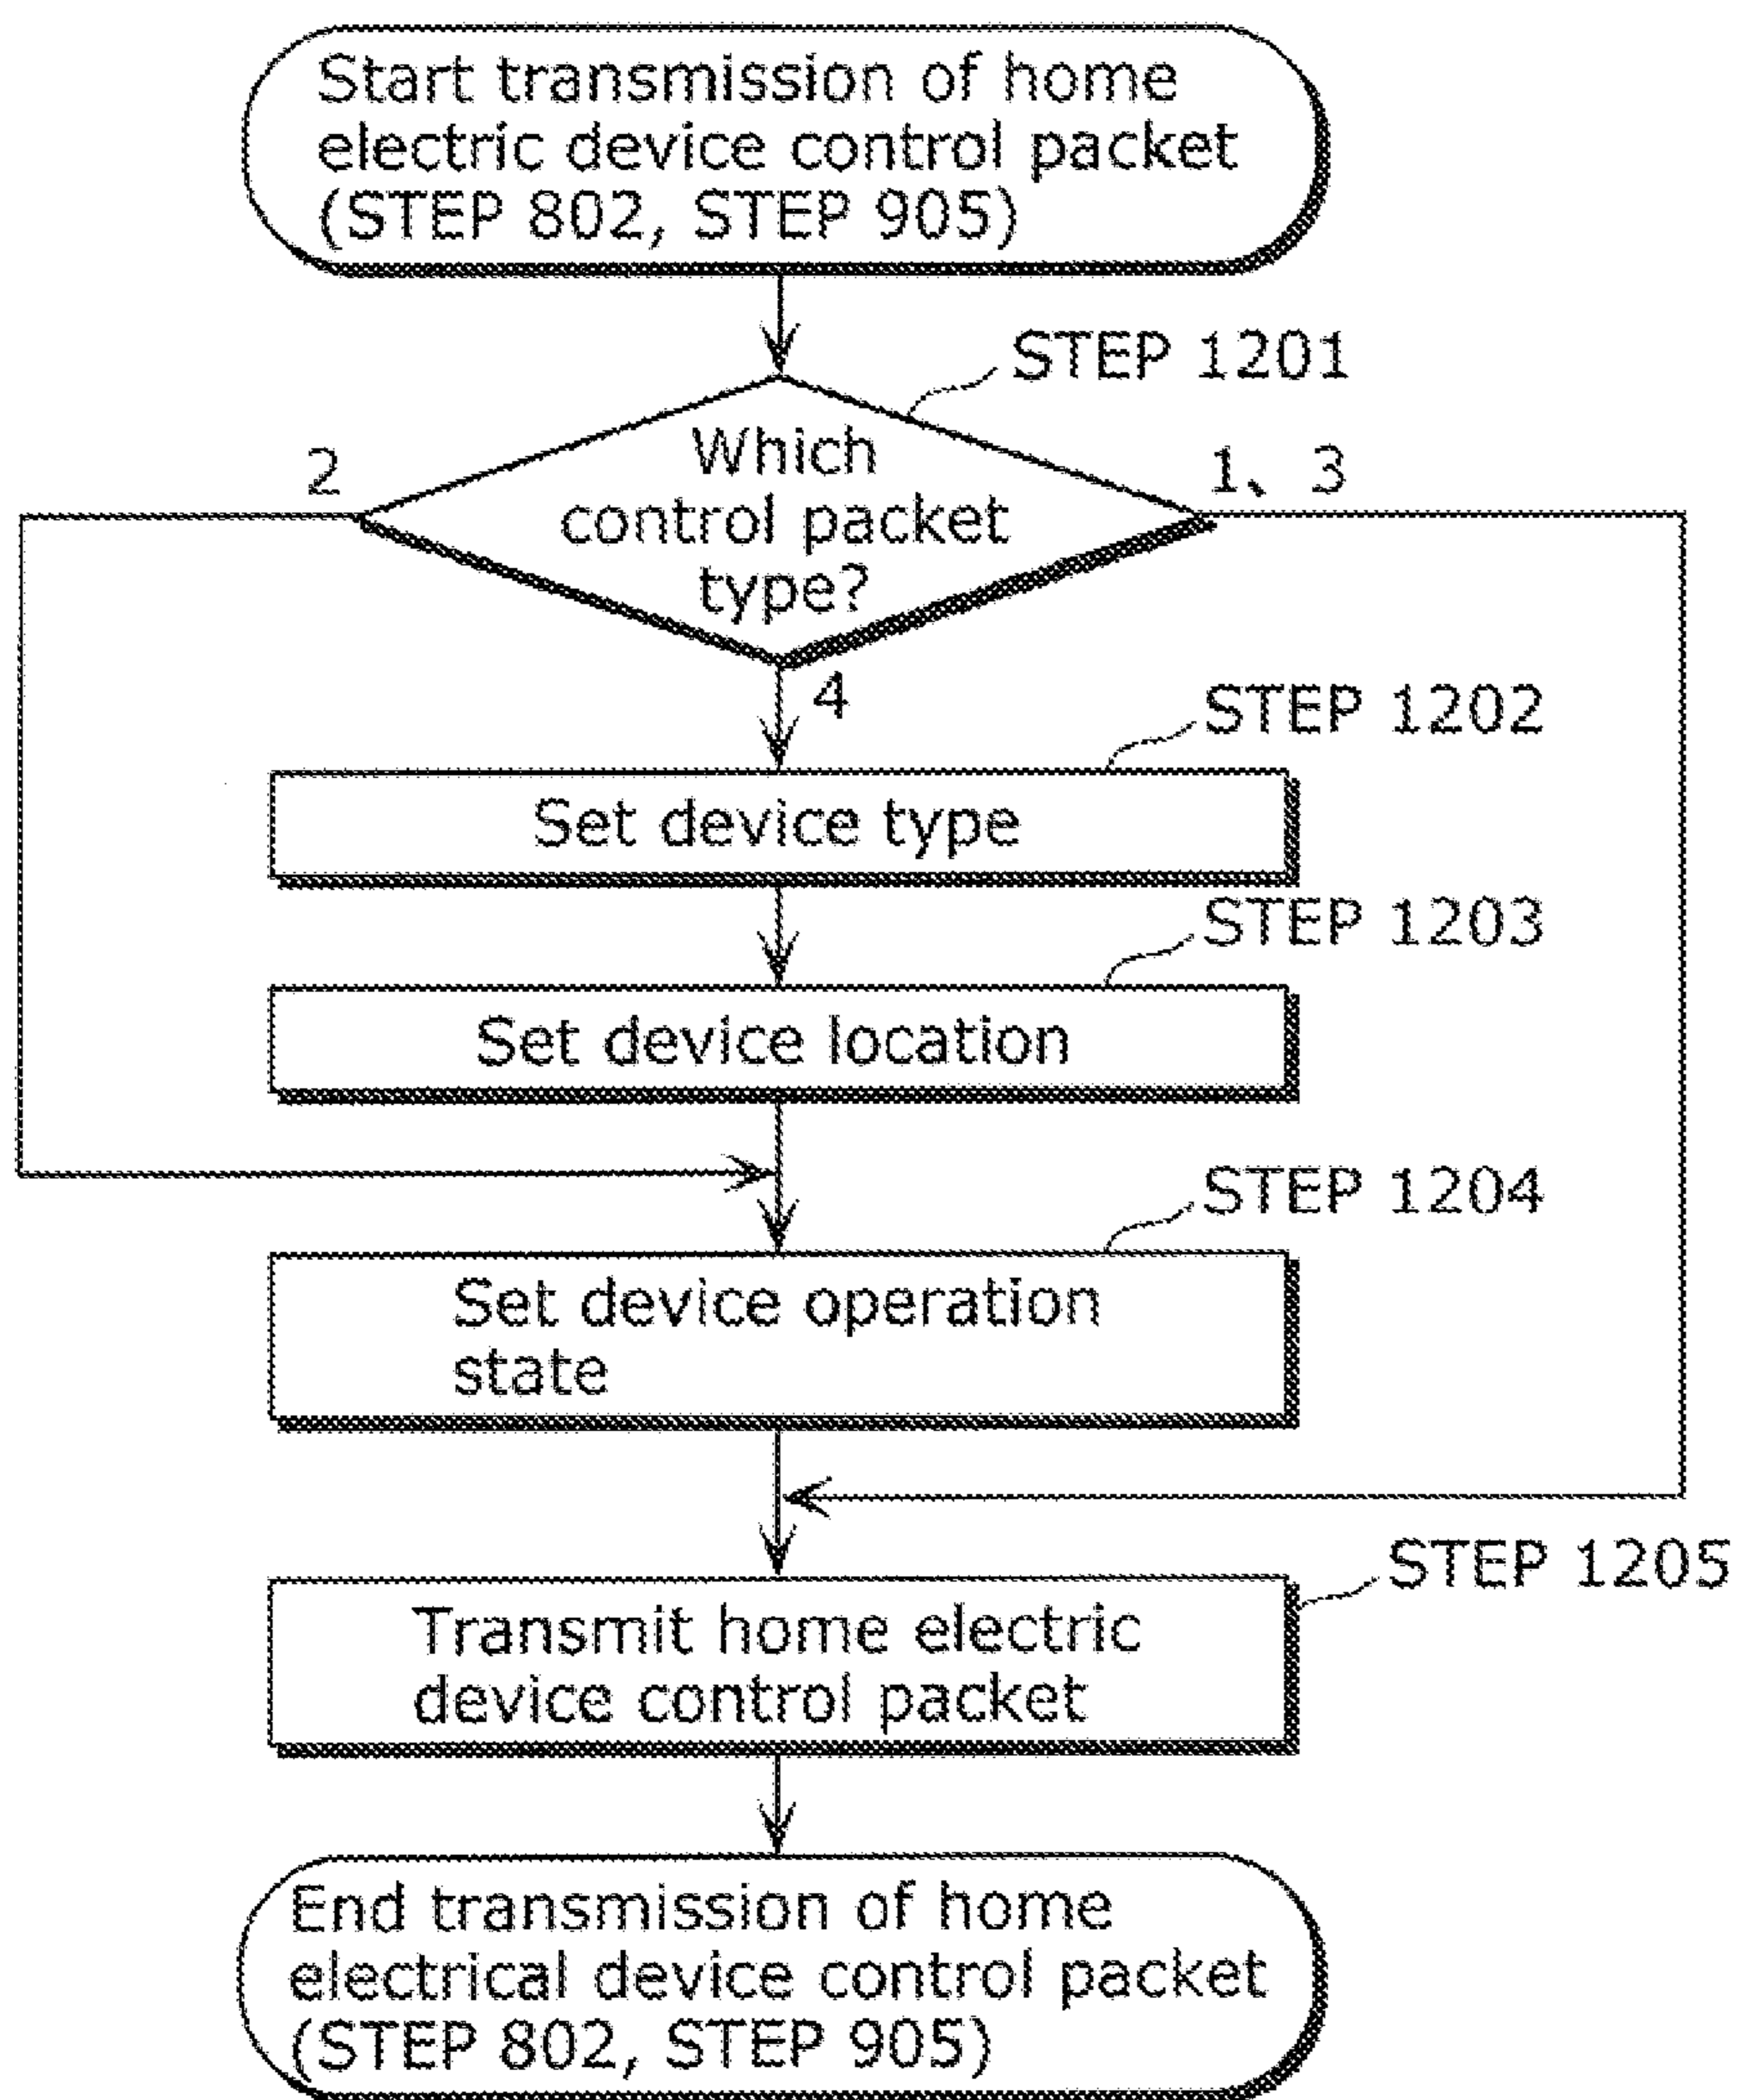 Start transmission of home
electric device control packet
(STEP 802, STEP 905)
STEP 1201
2
Which
control packet
type?
1、3
4
STEP 1202
Set device type
STEP 1203
Set device location
STEP 1204
Set device operation
state
STEP 1205
Transmit home electric
device control packet
End transmission of home
electrical device control packet
(STEP 802, STEP 905)